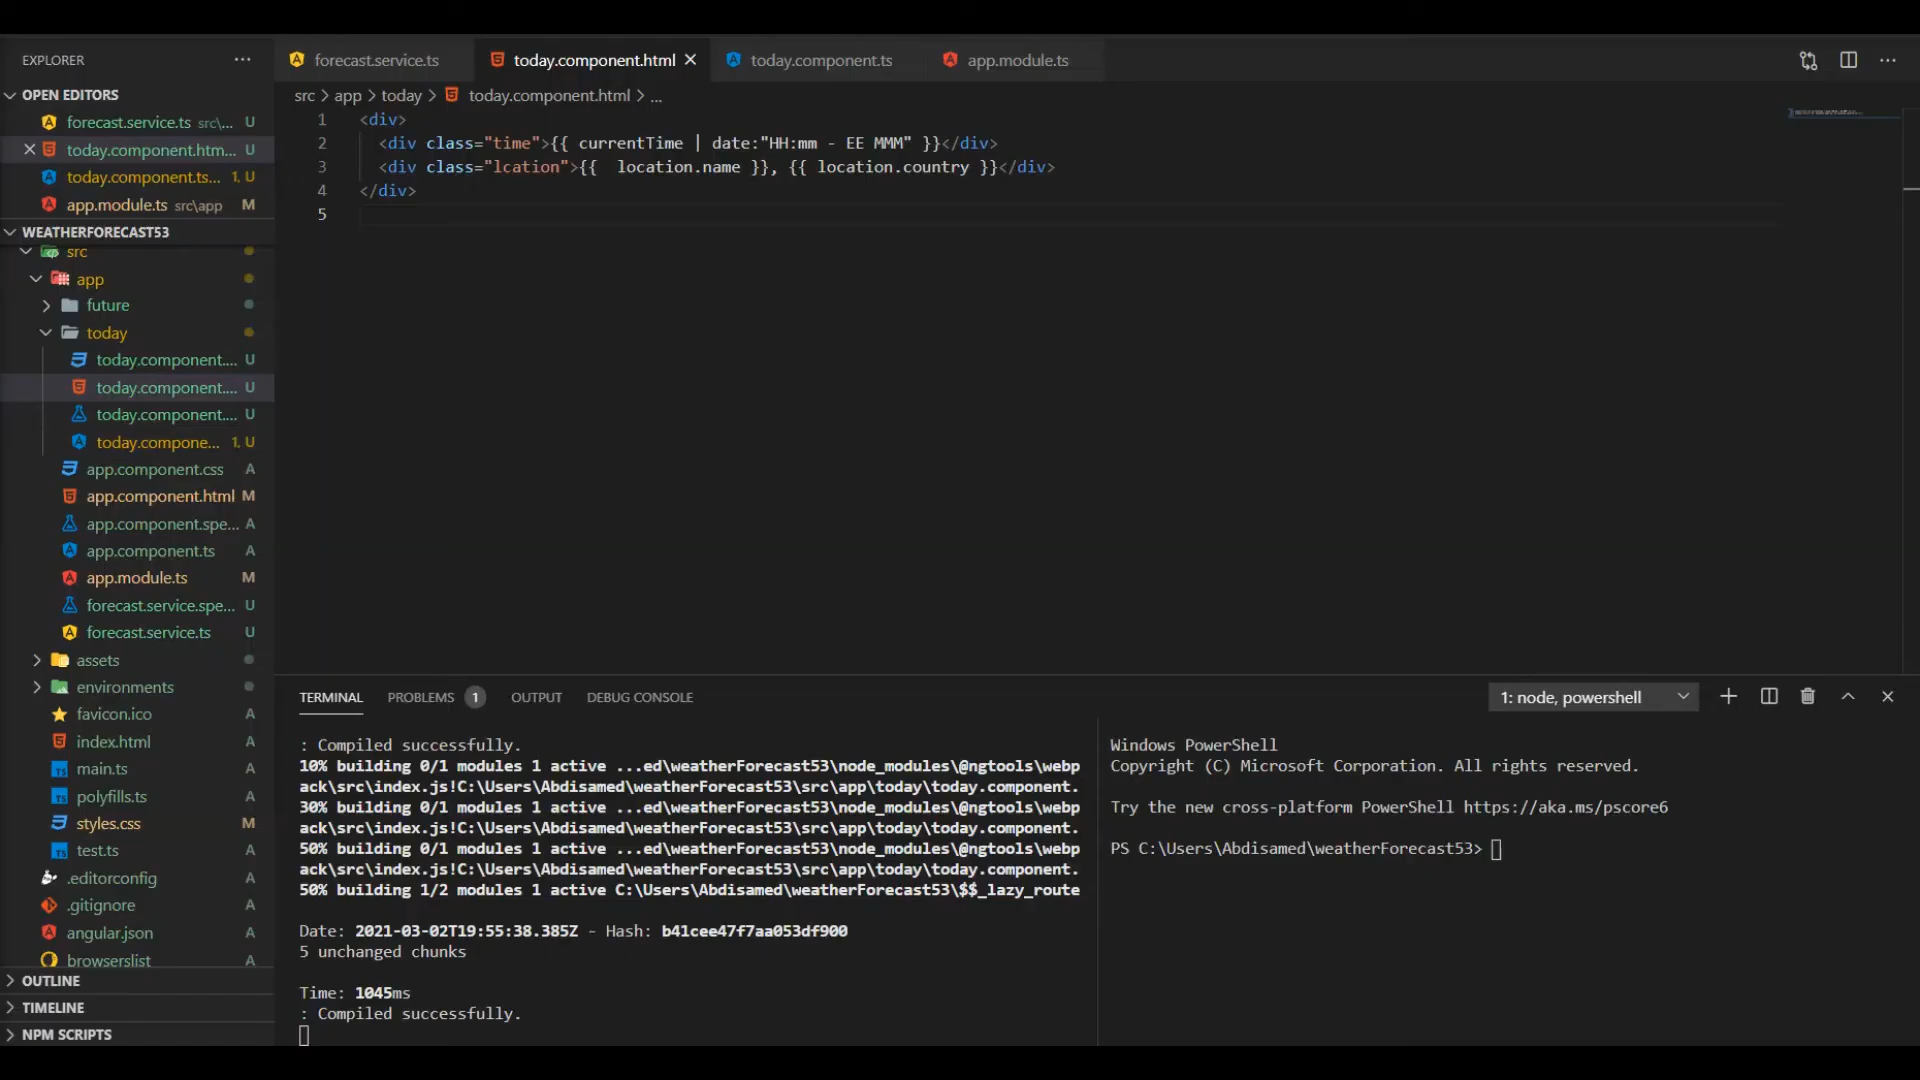 EXPLORER
OPEN EDITORS
forecast.service.ts src\... U
today.component.htm... U
today.component.ts... 1, U
app.module.ts src\app M
WEATHERFORECAST53
src
app
future
today
today.component.... U
today.component.... U
today.component.... U
today.compone... 1, U
app.component.css A
app.component.html M
app.component.spe... A
app.component.ts A
app.module.ts M
forecast.service.spe... U
forecast.service.ts U
assets
environments
favicon.ico A
index.html A
main.ts A
polyfills.ts A
styles.css M
test.ts A
.editorconfig A
.gitignore A
angular.json A
browserslist A
OUTLINE
TIMELINE
NPM SCRIPTS
forecast.service.ts today.component.html today.component.ts app.module.ts
src > app > today > today.component.html > ...
1 <div>
2 <div class="time">{{ currentTime | date:"HH:mm - EE MMM" }}</div>
3 <div class="lcation">{{  location.name }}, {{ location.country }}</div>
4 </div>
5
TERMINAL PROBLEMS 1 OUTPUT DEBUG CONSOLE 1: node, powershell
: Compiled successfully.
10% building 0/1 modules 1 active ...ed\weatherForecast53\node_modules\@ngtools\webp
ack\src\index.js!C:\Users\Abdisamed\weatherForecast53\src\app\today\today.component.
30% building 0/1 modules 1 active ...ed\weatherForecast53\node_modules\@ngtools\webp
ack\src\index.js!C:\Users\Abdisamed\weatherForecast53\src\app\today\today.component.
50% building 0/1 modules 1 active ...ed\weatherForecast53\node_modules\@ngtools\webp
ack\src\index.js!C:\Users\Abdisamed\weatherForecast53\src\app\today\today.component.
50% building 1/2 modules 1 active C:\Users\Abdisamed\weatherForecast53\$$_lazy_route
Date: 2021-03-02T19:55:38.385Z - Hash: b41cee47f7aa053df900
5 unchanged chunks
Time: 1045ms
: Compiled successfully.
Windows PowerShell
Copyright (C) Microsoft Corporation. All rights reserved.
Try the new cross-platform PowerShell https://aka.ms/pscore6
PS C:\Users\Abdisamed\weatherForecast53>